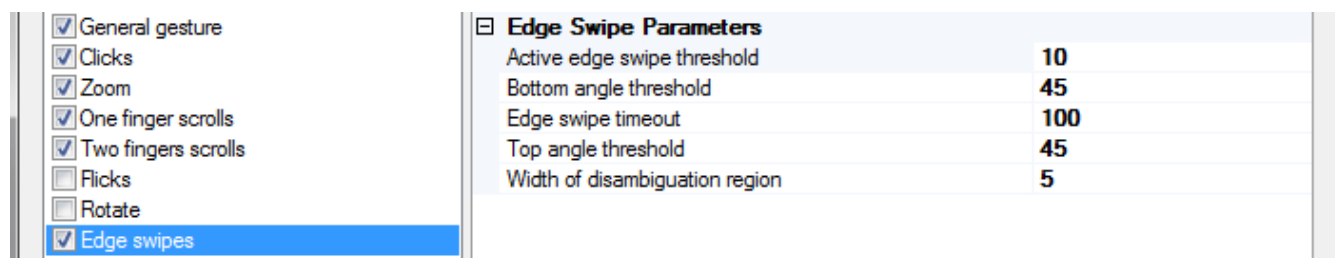 General gesture
Clicks
Zoom
One finger scrolls
Two fingers scrolls
Flicks
Rotate
Edge swipes
Edge Swipe Parameters
Active edge swipe threshold 10
Bottom angle threshold 45
Edge swipe timeout 100
Top angle threshold 45
Width of disambiguation region 5